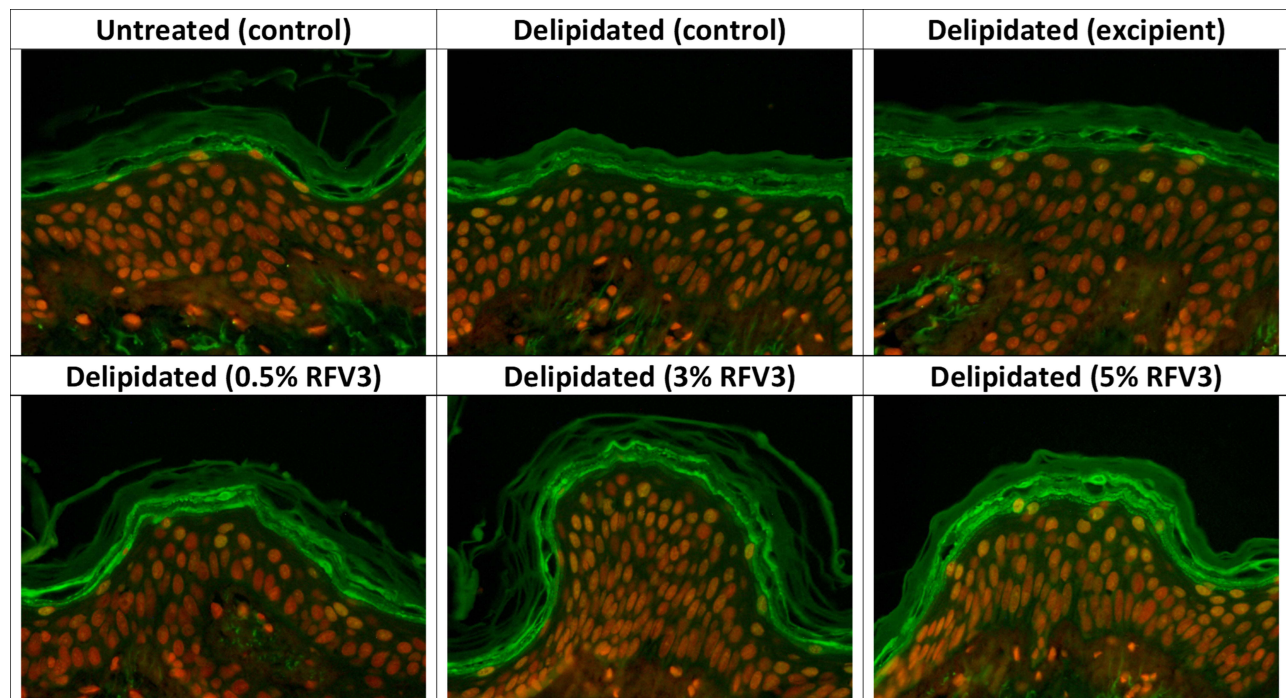 Untreated (control)
Delipidated (control)
Delipidated (excipient)
Delipidated (0.5% RFV3)
Delipidated (3% RFV3)
Delipidated (5% RFV3)